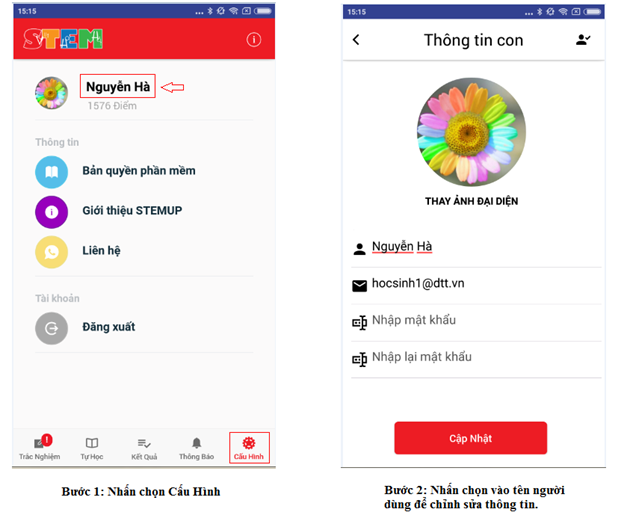 15:15
STEM
Nguyễn Hà
1576 Điểm
Thông tin
Bản quyền phần mềm
Giới thiệu STEMUP
Liên hệ
Tài khoản
Đăng xuất
Trắc Nghiệm
Tự Học
Kết Quả
Thông Báo
Cấu Hình
Bước 1: Nhấn chọn Cấu Hình
15:15
Thông tin con
THAY ẢNH ĐẠI DIỆN
Nguyễn Hà
hocsinh1@dtt.vn
Nhập mật khẩu
Nhập lại mật khẩu
Cập Nhật
Bước 2: Nhấn chọn vào tên người
dùng để chỉnh sửa thông tin.